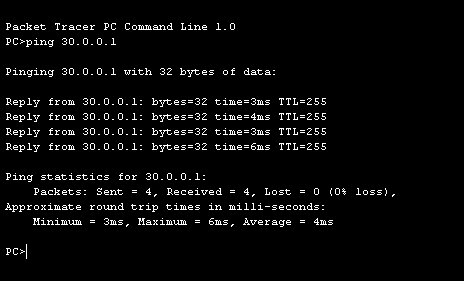 Packet Tracer PC Command Line 1.0
PC>ping 30.0.0.1
Pinging 30.0.0.1 with 32 bytes of data:
Reply from 30.0.0.1: bytes=32 time=3ms TTL=255
Reply from 30.0.0.1: bytes=32 time=4ms TTL=255
Reply from 30.0.0.1: bytes=32 time=3ms TTL=255
Reply from 30.0.0.1: bytes=32 time=6ms TTL=255
Ping statistics for 30.0.0.1:
    Packets: Sent = 4, Received = 4, Lost = 0 (0% loss),
Approximate round trip times in milli-seconds:
    Minimum = 3ms, Maximum = 6ms, Average = 4ms
PC>